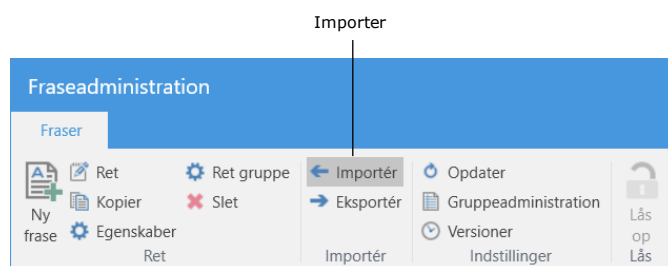 Importer
Fraseadministration
Fraser
Ny
frase
Ret
Kopier
Egenskaber
Ret gruppe
Slet
Ret
Importér
Eksportér
Importér
Opdater
Gruppeadministration
Versioner
Indstillinger
Lås
op
Lås